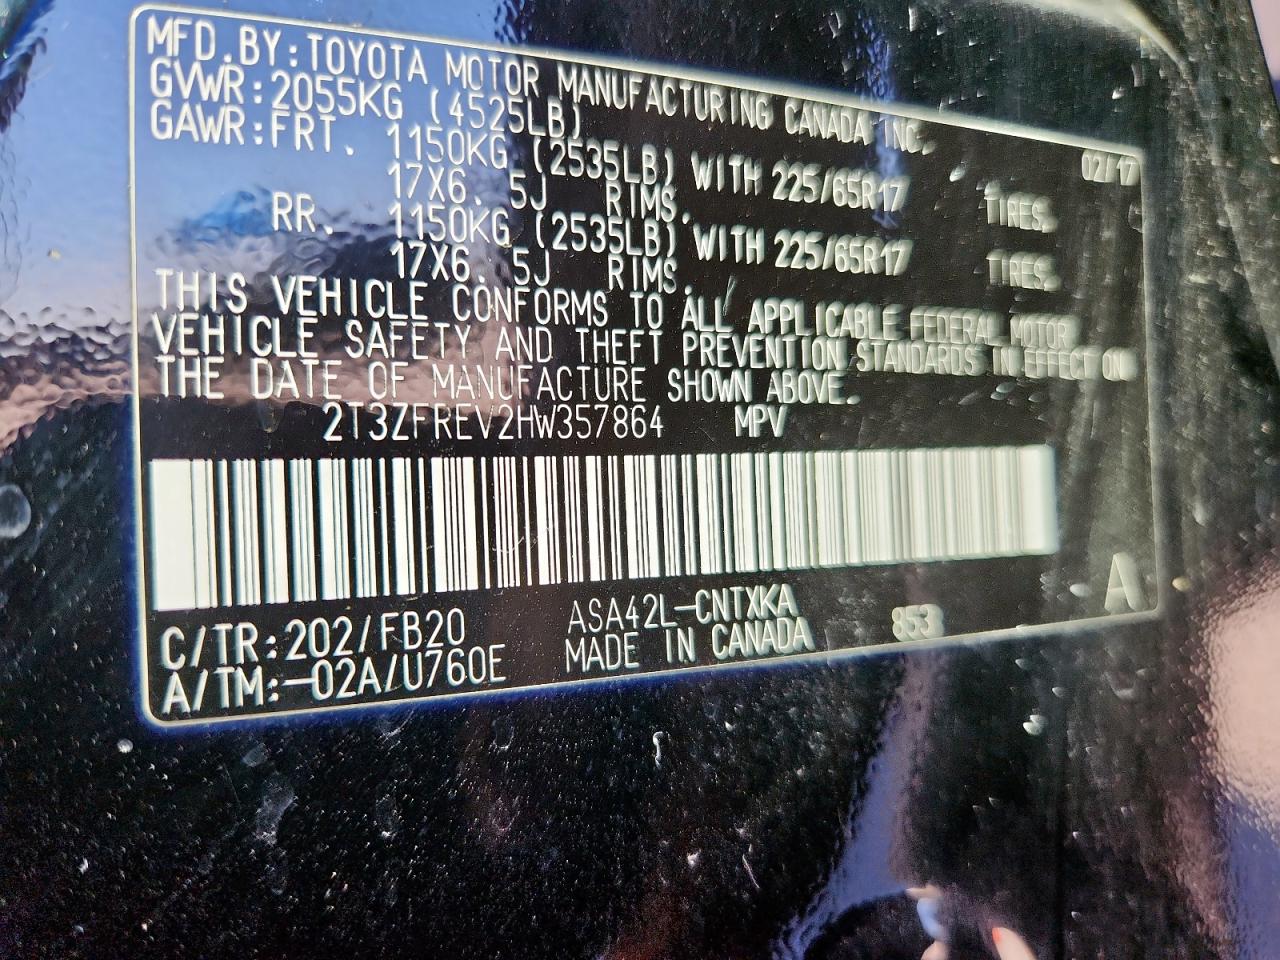 MFD.BY:TOYOTA MOTOR MANUFACTURING CANADA INC.
GVWR:2055KG (4525LB) 02/17
GAWR:FRT. 1150KG (2535LB) WITH 225/65R17 TIRES.
17X6. 5J RIMS.
RR. 1150KG (2535LB) WITH 225/65R17 TIRES.
17X6. 5J RIMS.
THIS VEHICLE CONFORMS TO ALL APPLICABLE FEDERAL MOTOR
VEHICLE SAFETY AND THEFT PREVENTION STANDARDS IN EFFECT ON
THE DATE OF MANUFACTURE SHOWN ABOVE.
2T3ZFREV2HW357864 MPV
C/TR:202/FB20 ASA42L-CNTXKA 853 A
A/TM:-02A/U760E MADE IN CANADA